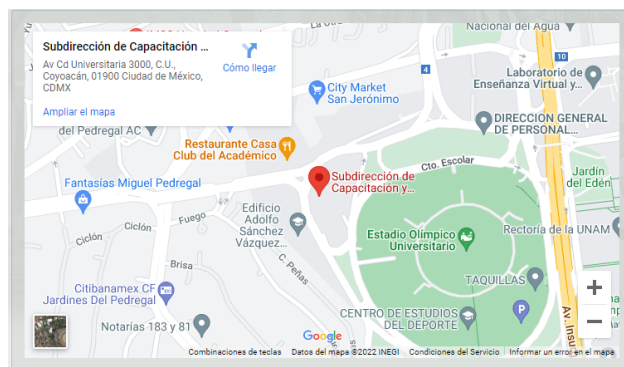 Subdirección de Capacitación ...
Av Cd Universitaria 3000, C.U.,
Coyoacán, 01900 Ciudad de México,
CDMX
Ampliar el mapa
Cómo llegar
Nacional del Agua
10
4
Laboratorio de
Enseñanza Virtual y...
City Market
San Jerónimo
DIRECCION GENERAL
DE PERSONAL...
del Pedregal AC
Restaurante Casa
Club del Académico
Cto. Escolar
Subdirección de
Capacitación y...
Jardín
del Edén
Fantasías Miguel Pedregal
Fuego
Edificio
Adolfo
Sánchez
Vázquez...
Ciclón
Ciclón
Estadio Olímpico
Universitario
Rectoría de la UNAM
Brisa
C. Peñas
TAQUILLAS
Citibanamex CF
Jardines Del Pedregal
CENTRO DE ESTUDIOS
DEL DEPORTE
P
Av. Insu
+
−
Notarías 183 y 81
Google
Combinaciones de teclas
Datos del mapa ©2022 INEGI
Condiciones del Servicio
Informar un error en el mapa